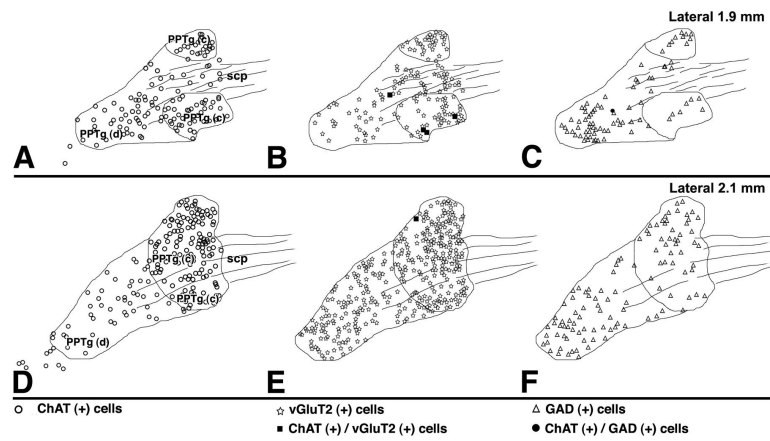 Lateral 1.9 mm
PPTg (c)
scp
PPTg (c)
PPTg (d)
A
B
C
Lateral 2.1 mm
PPTg (c)
scp
PPTg (c)
PPTg (d)
D
E
F
ChAT (+) cells
vGluT2 (+) cells
GAD (+) cells
ChAT (+) / vGluT2 (+) cells
ChAT (+) / GAD (+) cells